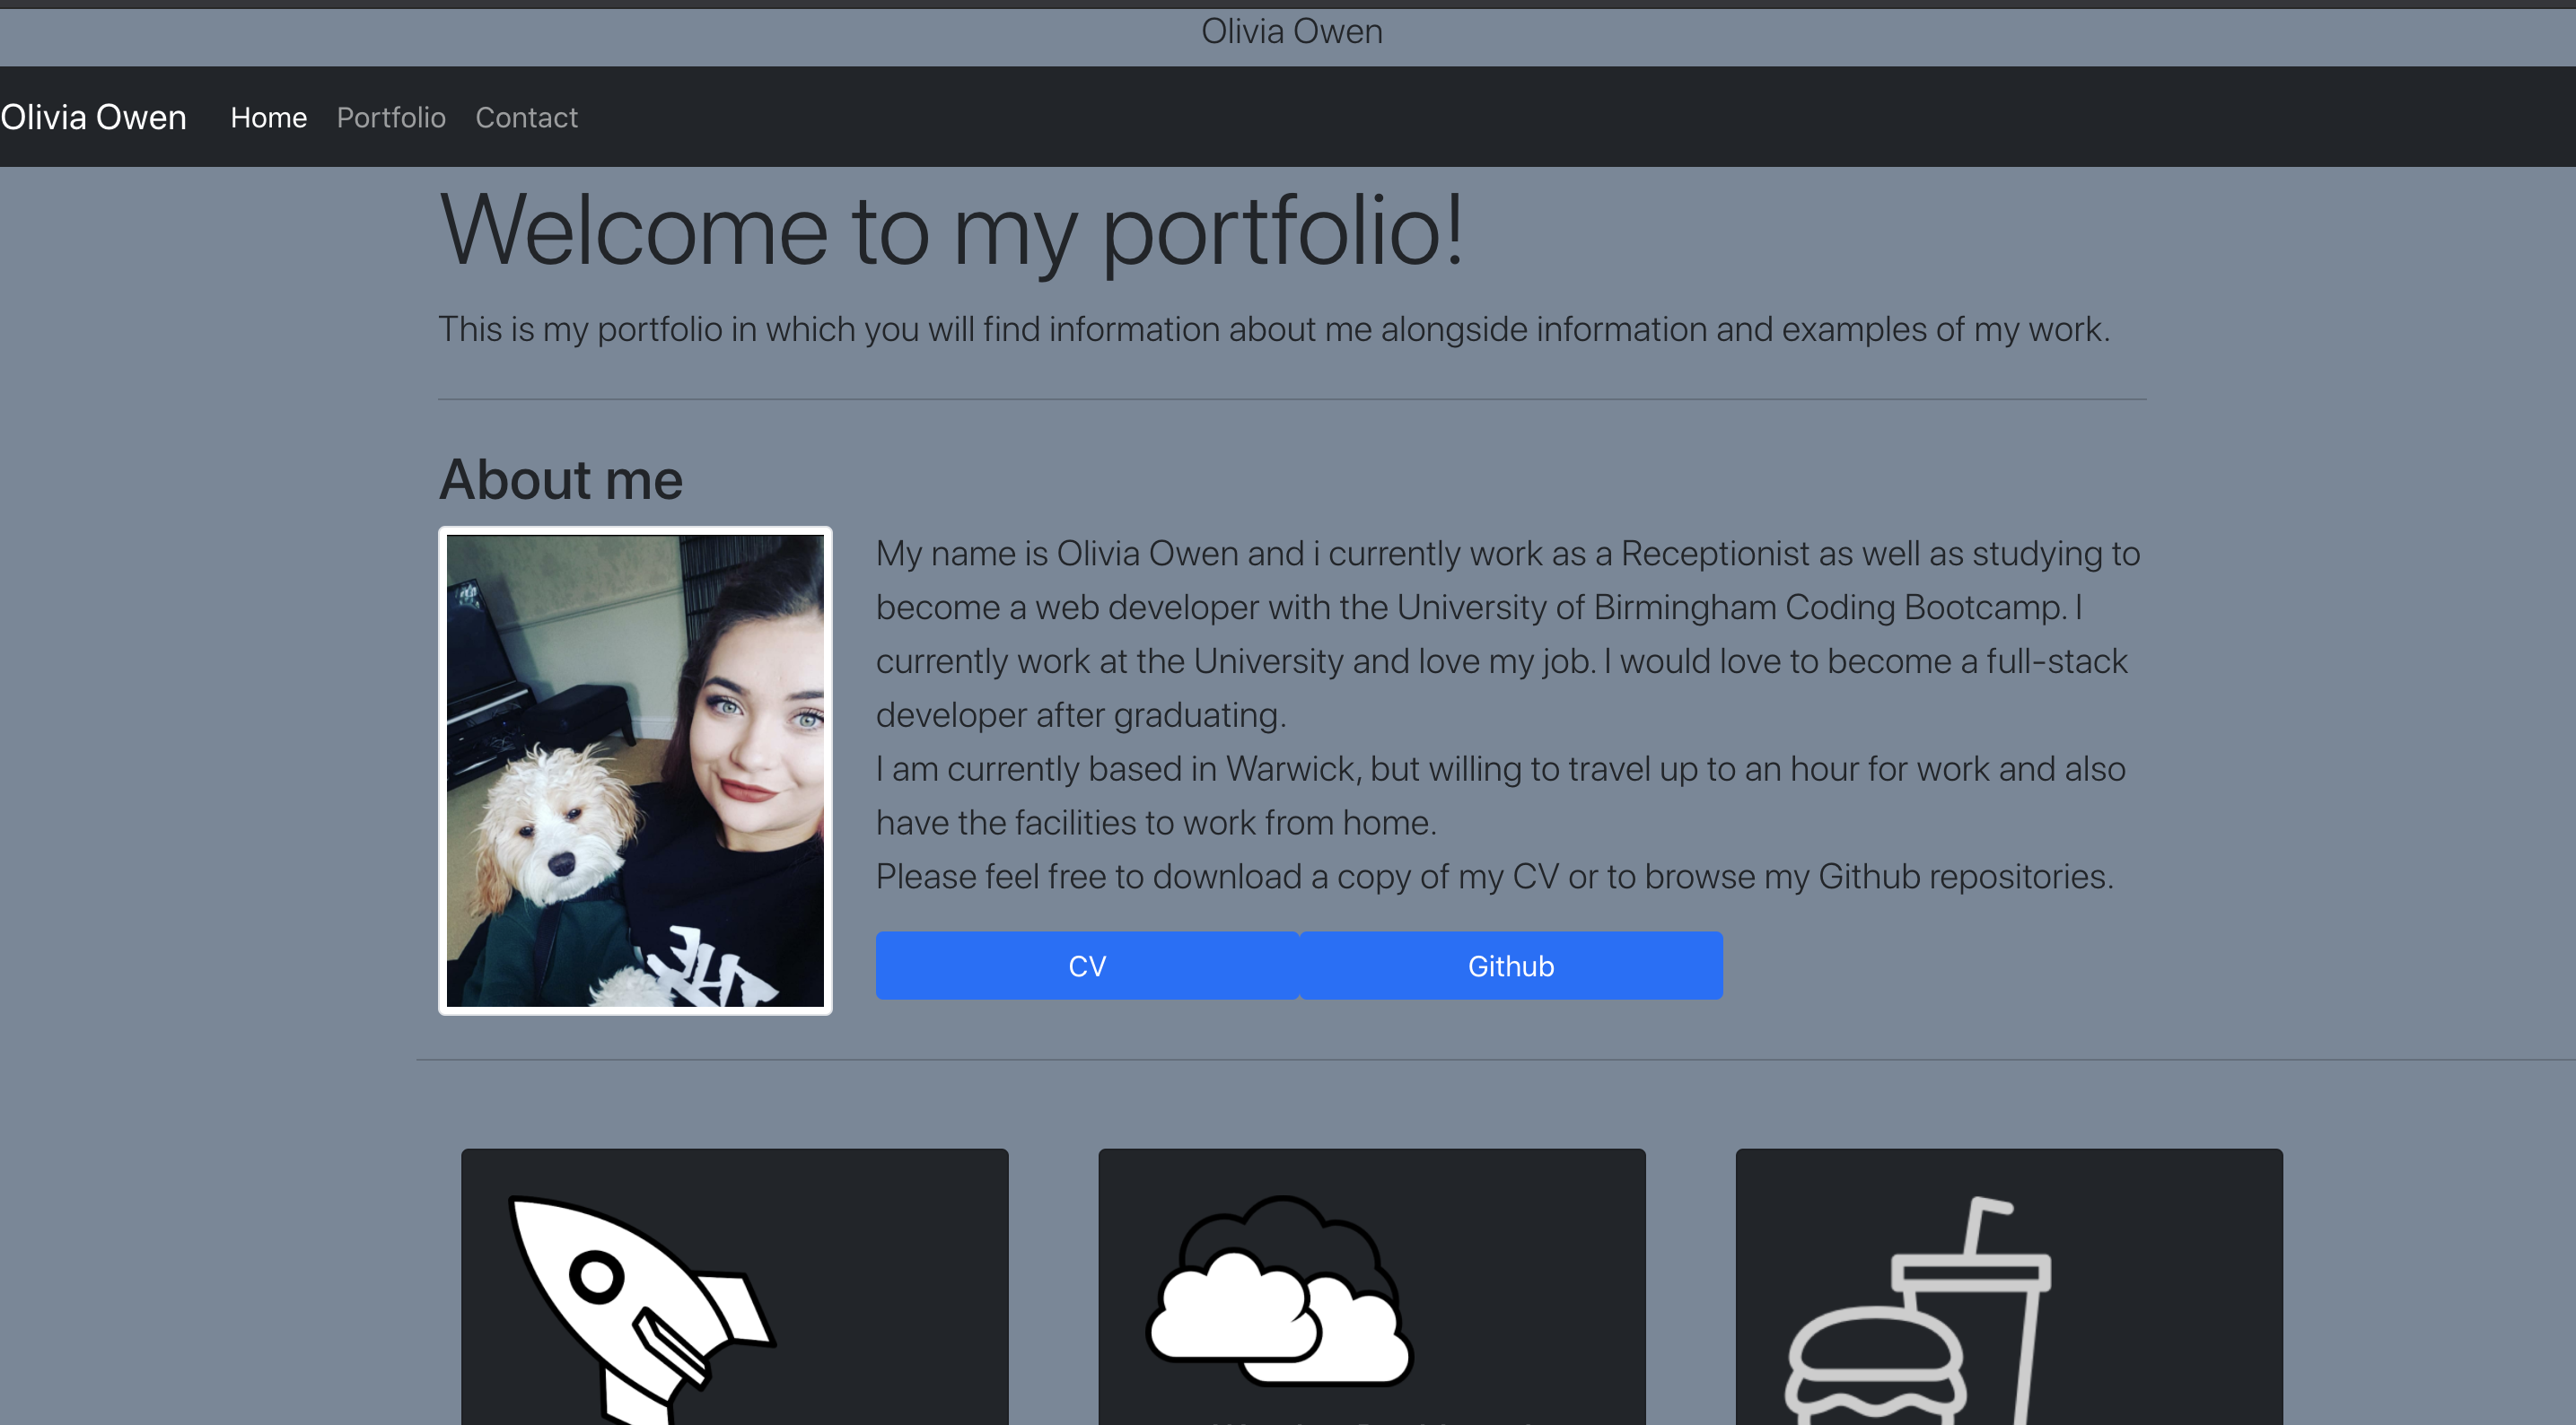 Olivia Owen
Olivia Owen Home Portfolio Contact
Welcome to my portfolio!
This is my portfolio in which you will find information about me alongside information and examples of my work.
About me
My name is Olivia Owen and i currently work as a Receptionist as well as studying to
become a web developer with the University of Birmingham Coding Bootcamp. I
currently work at the University and love my job. I would love to become a full-stack
developer after graduating.
I am currently based in Warwick, but willing to travel up to an hour for work and also
have the facilities to work from home.
Please feel free to download a copy of my CV or to browse my Github repositories.
CV Github